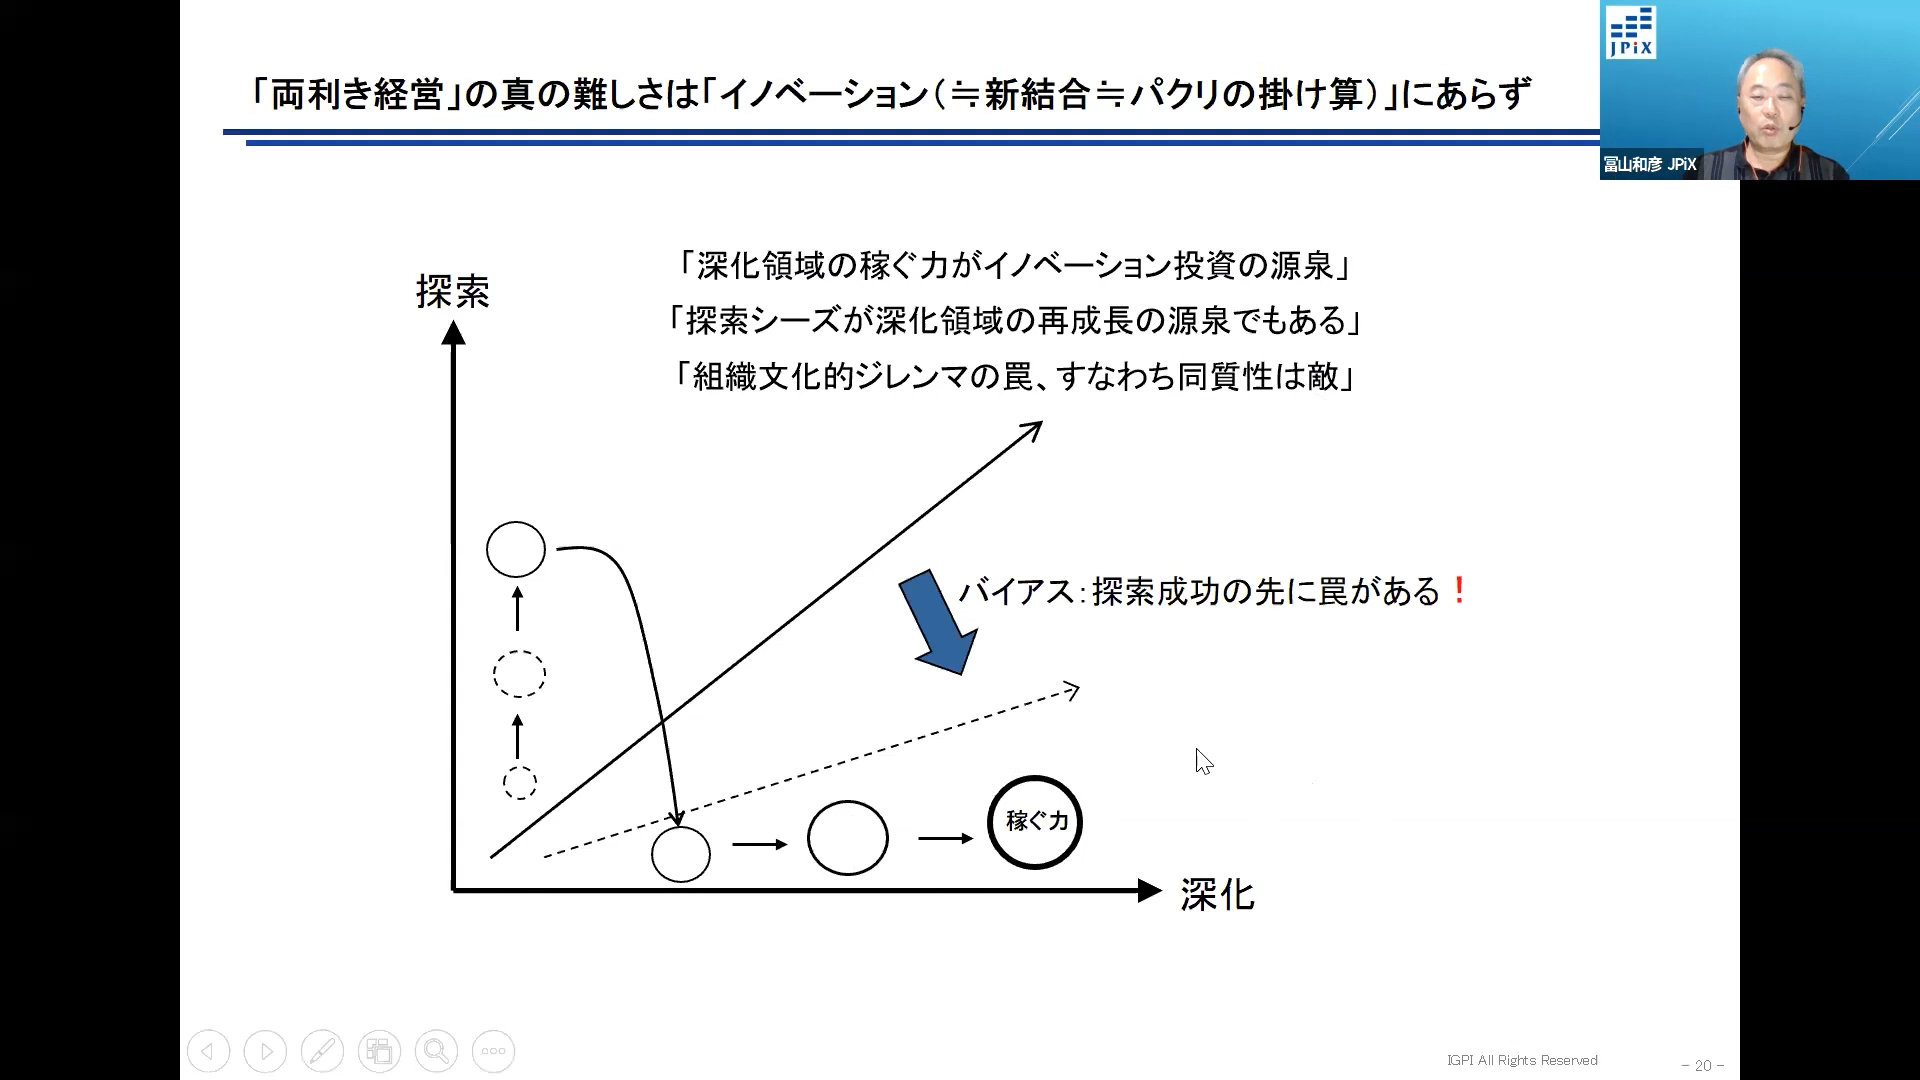 「両利き経営」の真の難しさは「イノベーション（≒新結合≒パクリの掛け算）」にあらず
JPiX
冨山和彦 JPiX
「深化領域の稼ぐ力がイノベーション投資の源泉」
探索
「探索シーズが深化領域の再成長の源泉でもある」
「組織文化的ジレンマの罠、すなわち同質性は敵」
バイアス：探索成功の先に罠がある！
稼ぐ力
深化
IGPI All Rights Reserved
- 20 -